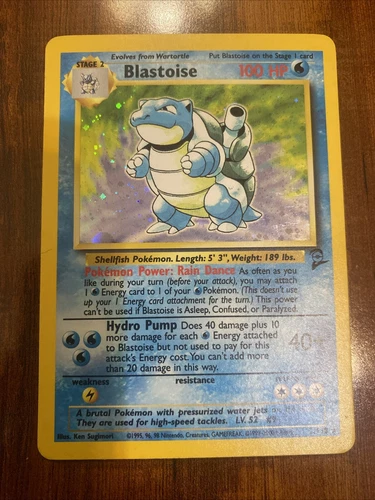 Evolves from Wartortle Put Blastoise on the Stage 1 card
STAGE 2
Blastoise 100 HP
Shellfish Pokémon. Length: 5' 3", Weight: 189 lbs.
Pokémon Power: Rain Dance As often as you
like during your turn (before your attack), you may attach
1 Energy card to 1 of your Pokémon. (This doesn't use
up your 1 Energy card attachment for the turn.) This power
can't be used if Blastoise is Asleep, Confused, or Paralyzed.
Hydro Pump Does 40 damage plus 10
more damage for each Energy attached
to Blastoise but not used to pay for this
attack's Energy cost. You can't add more
than 20 damage in this way.
40+
weakness resistance
A brutal Pokémon with pressurized water jets
They are used for high-speed tackles. LV. 52 #9
Illus. Ken Sugimori ©1995, 96, 98 Nintendo, Creatures, GAMEFREAK.